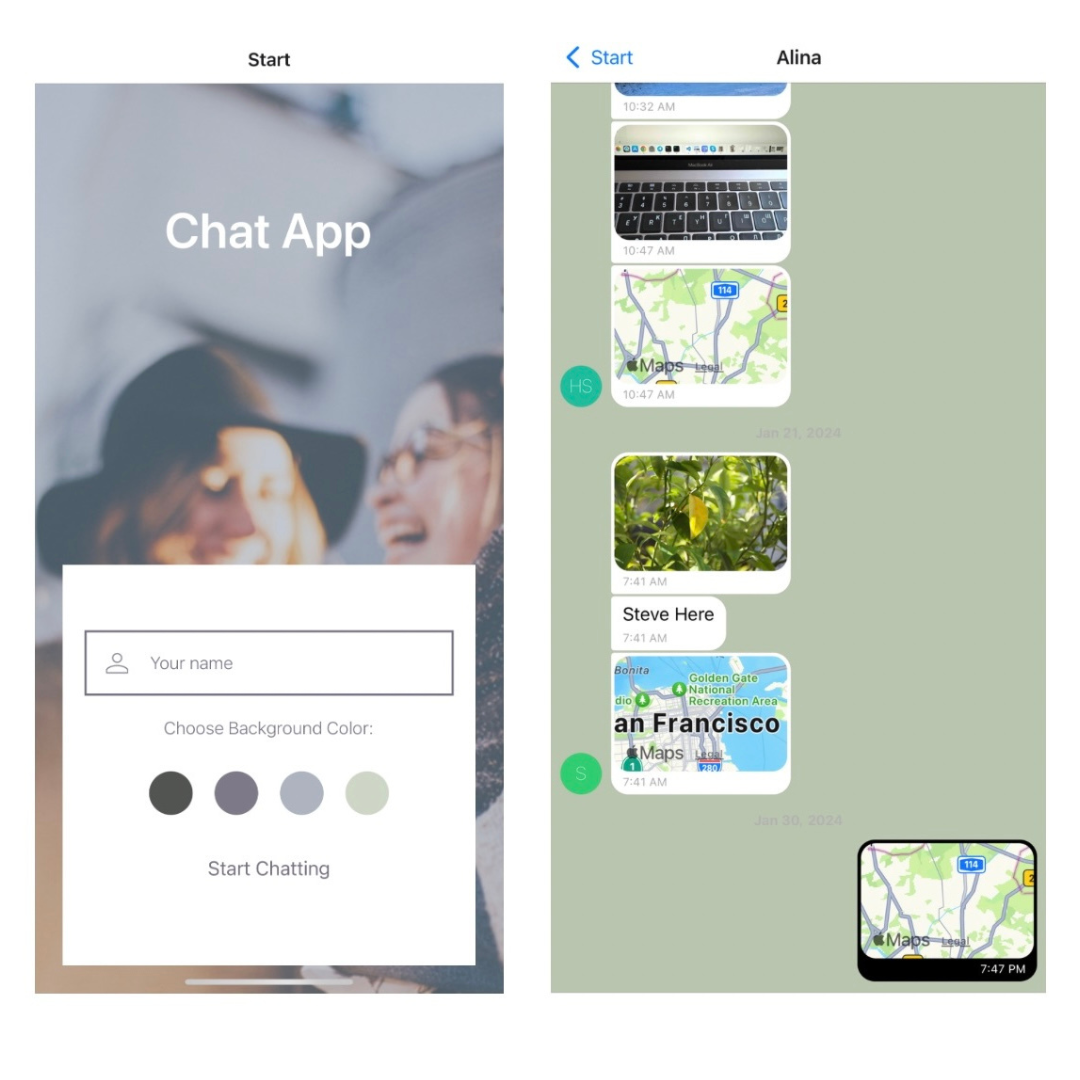 Start
Chat App
Your name
Choose Background Color:
Start Chatting
Start
Alina
10:32 AM
MacBook Air
10:47 AM
114
2
Maps Legal
HS
10:47 AM
Jan 21, 2024
7:41 AM
Steve Here
7:41 AM
Bonita
Golden Gate
National
Recreation Area
dio
an Francisco
Maps Legal
1
280
S
7:41 AM
Jan 30, 2024
114
2
Maps Legal
7:47 PM